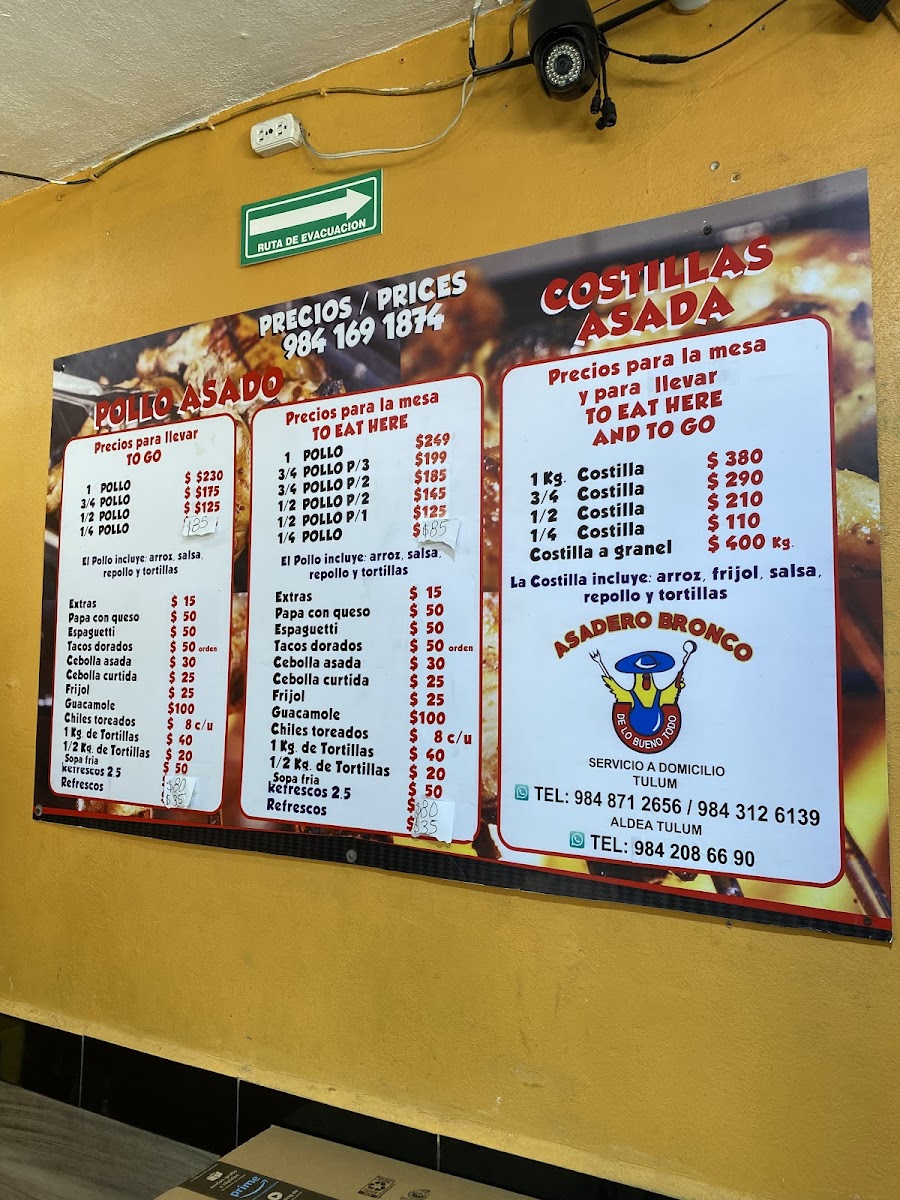 RUTA DE EVACUACION
PRECIOS / PRICES
984 169 1874
POLLO ASADO
Precios para llevar
TO GO
1 POLLO $ $230
3/4 POLLO $ $175
1/2 POLLO $ $125
1/4 POLLO $85
El Pollo incluye: arroz, salsa,
repollo y tortillas
Extras $ 15
Papa con queso $ 50
Espaguetti $ 50
Tacos dorados $ 50 orden
Cebolla asada $ 30
Cebolla curtida $ 25
Frijol $ 25
Guacamole $100
Chiles toreados $ 8 c/u
1 Kg. de Tortillas $ 40
1/2 Kg. de Tortillas $ 20
Sopa fria $ 50
Refrescos 2.5 $80
Refrescos $35
Precios para la mesa
TO EAT HERE
1 POLLO $249
3/4 POLLO P/3 $199
3/4 POLLO P/2 $185
1/2 POLLO P/2 $145
1/2 POLLO P/1 $125
1/4 POLLO $ $85
El Pollo incluye: arroz, salsa,
repollo y tortillas
Extras $ 15
Papa con queso $ 50
Espaguetti $ 50
Tacos dorados $ 50 orden
Cebolla asada $ 30
Cebolla curtida $ 25
Frijol $ 25
Guacamole $100
Chiles toreados $ 8 c/u
1 Kg. de Tortillas $ 40
1/2 Kg. de Tortillas $ 20
Sopa fria $ 50
Refrescos 2.5 $ $80
Refrescos $ $35
COSTILLAS
ASADA
Precios para la mesa
y para llevar
TO EAT HERE
AND TO GO
1 Kg. Costilla $ 380
3/4 Costilla $ 290
1/2 Costilla $ 210
1/4 Costilla $ 110
Costilla a granel $ 400 Kg.
La Costilla incluye: arroz, frijol, salsa,
repollo y tortillas
ASADERO BRONCO
DE LO BUENO TODO
SERVICIO A DOMICILIO
TULUM
TEL: 984 871 2656 / 984 312 6139
ALDEA TULUM
TEL: 984 208 66 90
prime